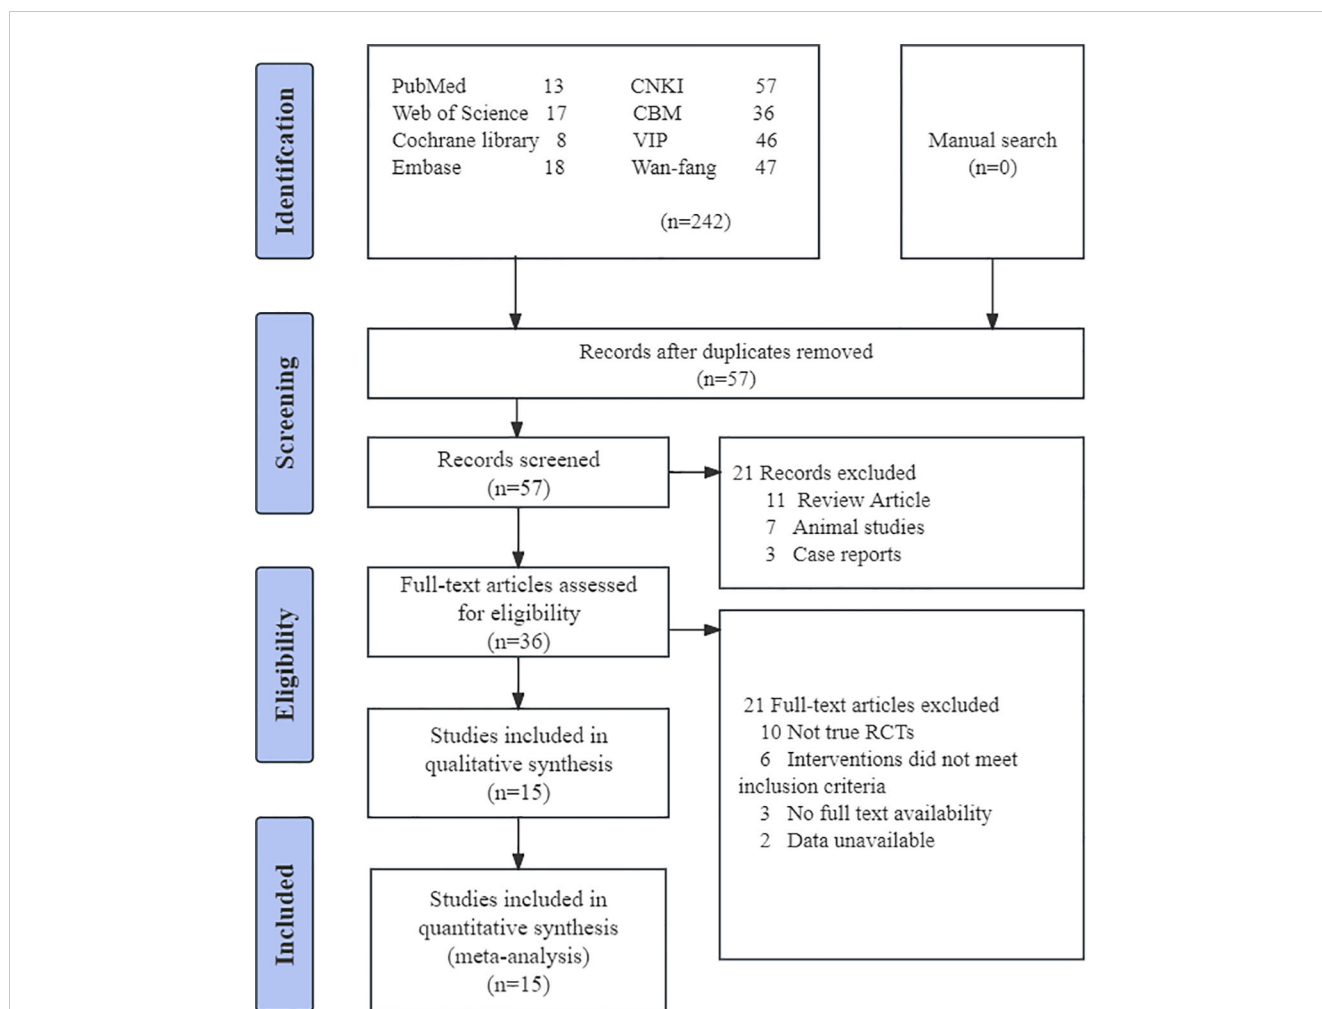 Identifcation
PubMed 13 CNKI 57
Web of Science 17 CBM 36
Cochrane library 8 VIP 46
Embase 18 Wan-fang 47
(n=242)
Manual search
(n=0)
Screening
Records after duplicates removed
(n=57)
Records screened
(n=57)
21 Records excluded
11 Review Article
7 Animal studies
3 Case reports
Eligibility
Full-text articles assessed
for eligibility
(n=36)
21 Full-text articles excluded
10 Not true RCTs
6 Interventions did not meet
inclusion criteria
3 No full text availability
2 Data unavailable
Studies included in
qualitative synthesis
(n=15)
Included
Studies included in
quantitative synthesis
(meta-analysis)
(n=15)